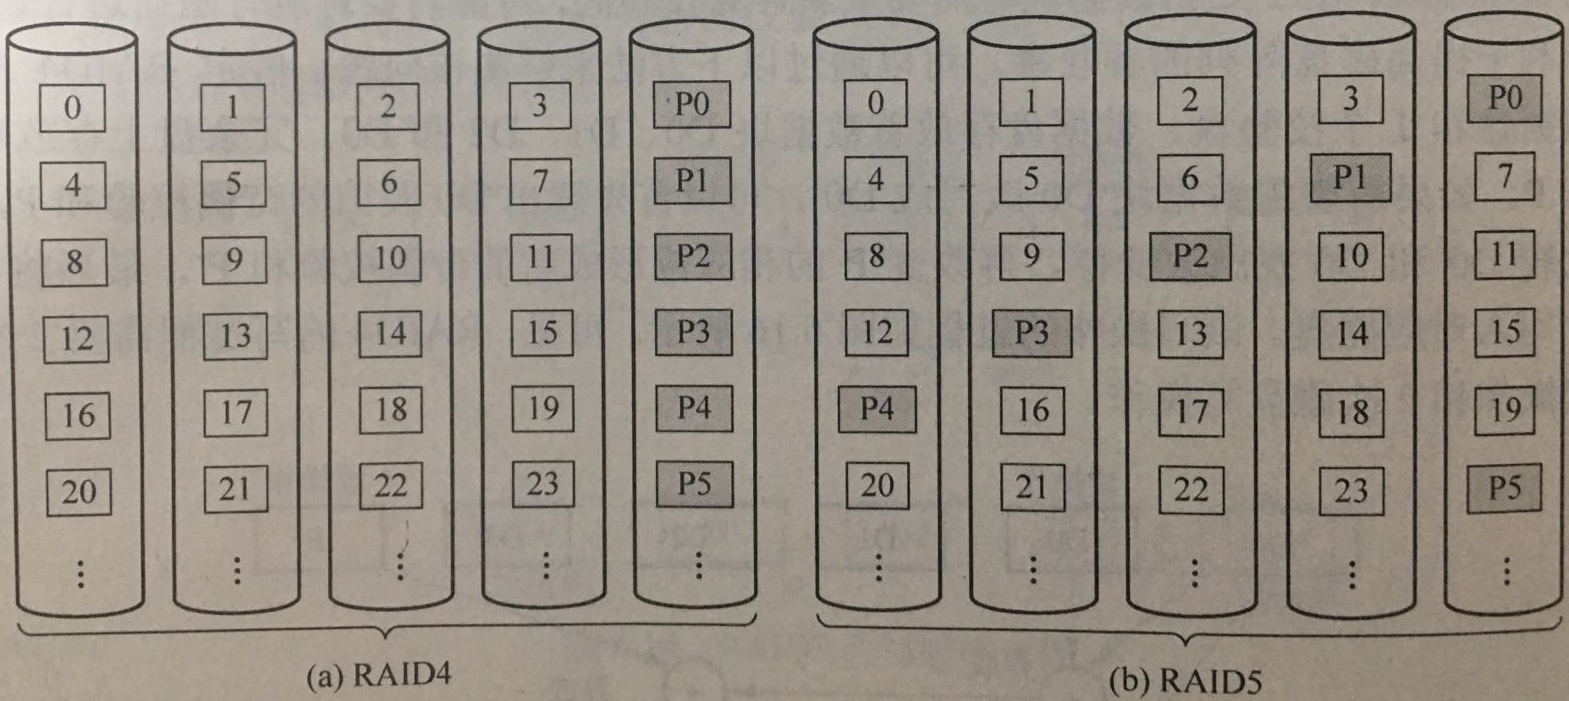 0 1 2 3 P0 0 1 2 3 P0
4 5 6 7 P1 4 5 6 P1 7
8 9 10 11 P2 8 9 P2 10 11
12 13 14 15 P3 12 P3 13 14 15
16 17 18 19 P4 P4 16 17 18 19
20 21 22 23 P5 20 21 22 23 P5
⋮ ⋮ ⋮ ⋮ ⋮ ⋮ ⋮ ⋮ ⋮ ⋮
(a) RAID4 (b) RAID5